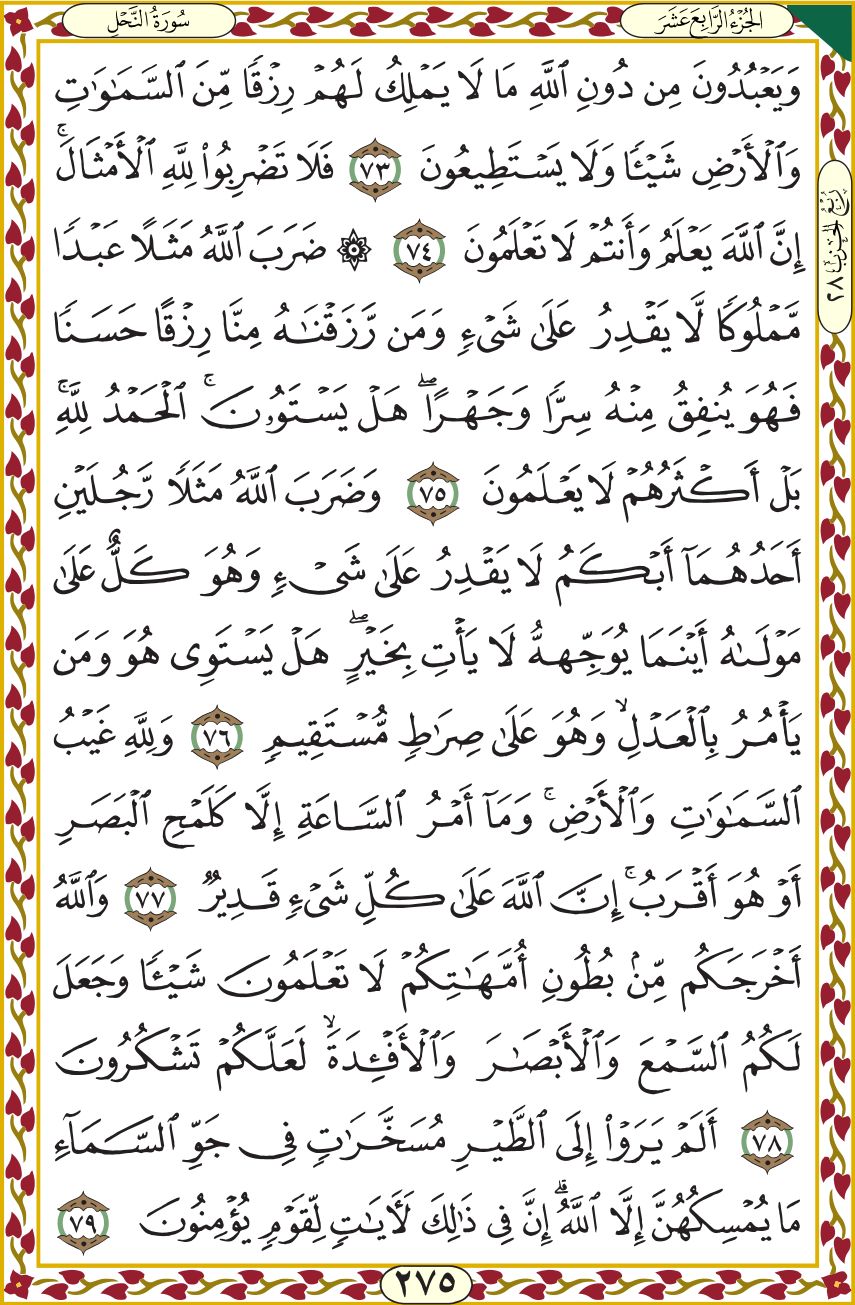 الجُزْءُ الرَّابِعَ عَشَرَ
سُورَةُ النَّحْلِ
وَيَعْبُدُونَ مِن دُونِ ٱللَّهِ مَا لَا يَمْلِكُ لَهُمْ رِزْقًا مِّنَ ٱلسَّمَٰوَٰتِ
وَٱلْأَرْضِ شَيْـًٔا وَلَا يَسْتَطِيعُونَ ٧٣ فَلَا تَضْرِبُوا۟ لِلَّهِ ٱلْأَمْثَالَ ۚ
إِنَّ ٱللَّهَ يَعْلَمُ وَأَنتُمْ لَا تَعْلَمُونَ ٧٤ ۞ ضَرَبَ ٱللَّهُ مَثَلًا عَبْدًا
مَّمْلُوكًا لَّا يَقْدِرُ عَلَىٰ شَىْءٍ وَمَن رَّزَقْنَٰهُ مِنَّا رِزْقًا حَسَنًا
فَهُوَ يُنفِقُ مِنْهُ سِرًّا وَجَهْرًا ۖ هَلْ يَسْتَوُۥنَ ۚ ٱلْحَمْدُ لِلَّهِ ۚ
بَلْ أَكْثَرُهُمْ لَا يَعْلَمُونَ ٧٥ وَضَرَبَ ٱللَّهُ مَثَلًا رَّجُلَيْنِ
أَحَدُهُمَآ أَبْكَمُ لَا يَقْدِرُ عَلَىٰ شَىْءٍ وَهُوَ كَلٌّ عَلَىٰ
مَوْلَىٰهُ أَيْنَمَا يُوَجِّههُّ لَا يَأْتِ بِخَيْرٍ ۖ هَلْ يَسْتَوِى هُوَ وَمَن
يَأْمُرُ بِٱلْعَدْلِ ۙ وَهُوَ عَلَىٰ صِرَٰطٍ مُّسْتَقِيمٍ ٧٦ وَلِلَّهِ غَيْبُ
ٱلسَّمَٰوَٰتِ وَٱلْأَرْضِ ۚ وَمَآ أَمْرُ ٱلسَّاعَةِ إِلَّا كَلَمْحِ ٱلْبَصَرِ
أَوْ هُوَ أَقْرَبُ ۚ إِنَّ ٱللَّهَ عَلَىٰ كُلِّ شَىْءٍ قَدِيرٌ ٧٧ وَٱللَّهُ
أَخْرَجَكُم مِّنۢ بُطُونِ أُمَّهَٰتِكُمْ لَا تَعْلَمُونَ شَيْـًٔا وَجَعَلَ
لَكُمُ ٱلسَّمْعَ وَٱلْأَبْصَٰرَ وَٱلْأَفْـِٔدَةَ ۙ لَعَلَّكُمْ تَشْكُرُونَ
٧٨ أَلَمْ يَرَوْا۟ إِلَى ٱلطَّيْرِ مُسَخَّرَٰتٍ فِى جَوِّ ٱلسَّمَآءِ
مَا يُمْسِكُهُنَّ إِلَّا ٱللَّهُ ۗ إِنَّ فِى ذَٰلِكَ لَءَايَٰتٍ لِّقَوْمٍ يُؤْمِنُونَ ٧٩
رُبْعُ الحِزْبِ ٢٨
٢٧٥